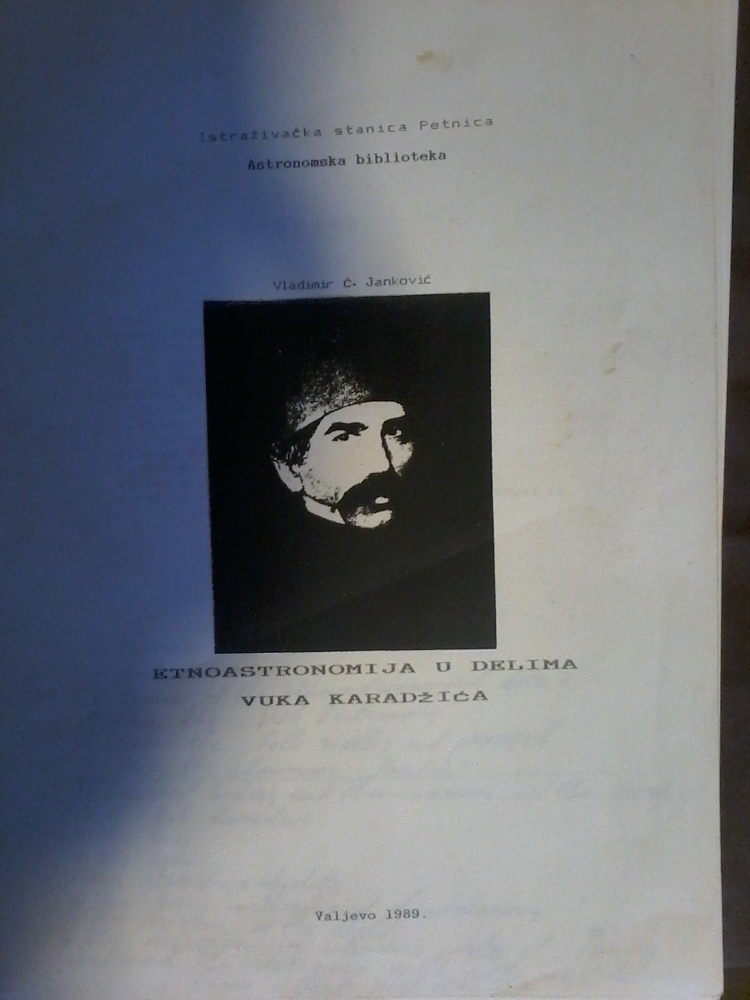 Istraživačka stanica Petnica
Astronomska biblioteka
Vladimir Č. Janković
ETNOASTRONOMIJA U DELIMA
VUKA KARADŽIĆA
Valjevo 1989.